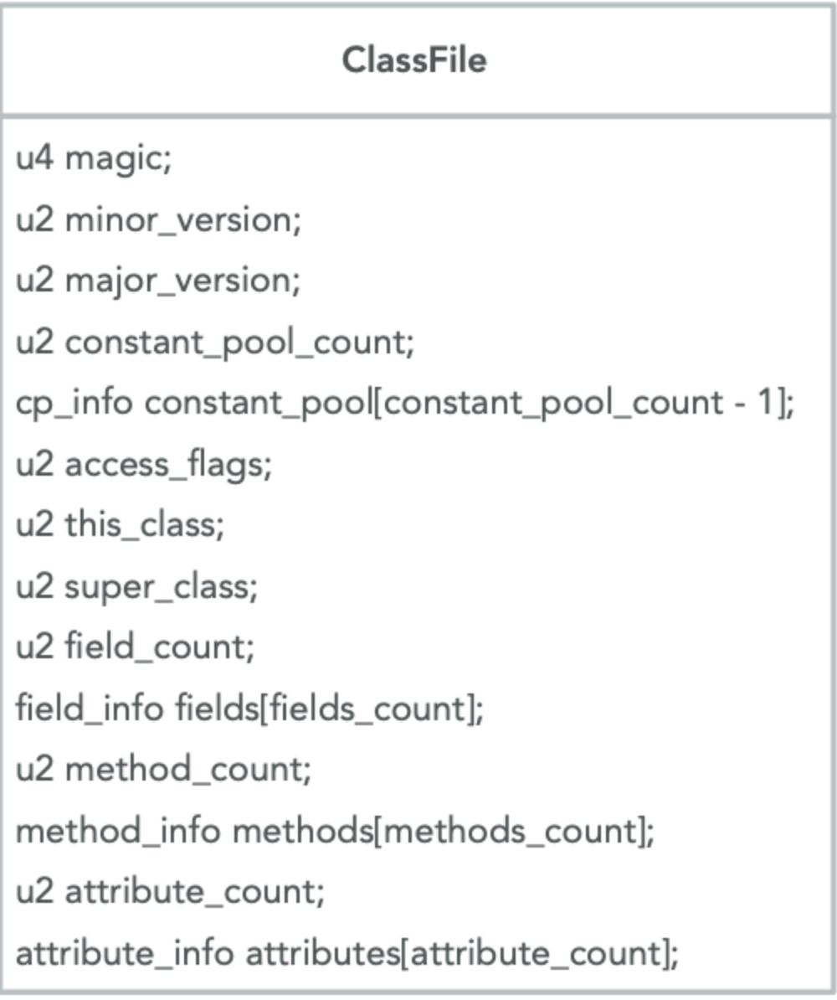 ClassFile
u4 magic;
u2 minor_version;
u2 major_version;
u2 constant_pool_count;
cp_info constant_pool[constant_pool_count - 1];
u2 access_flags;
u2 this_class;
u2 super_class;
u2 field_count;
field_info fields[fields_count];
u2 method_count;
method_info methods[methods_count];
u2 attribute_count;
attribute_info attributes[attribute_count];